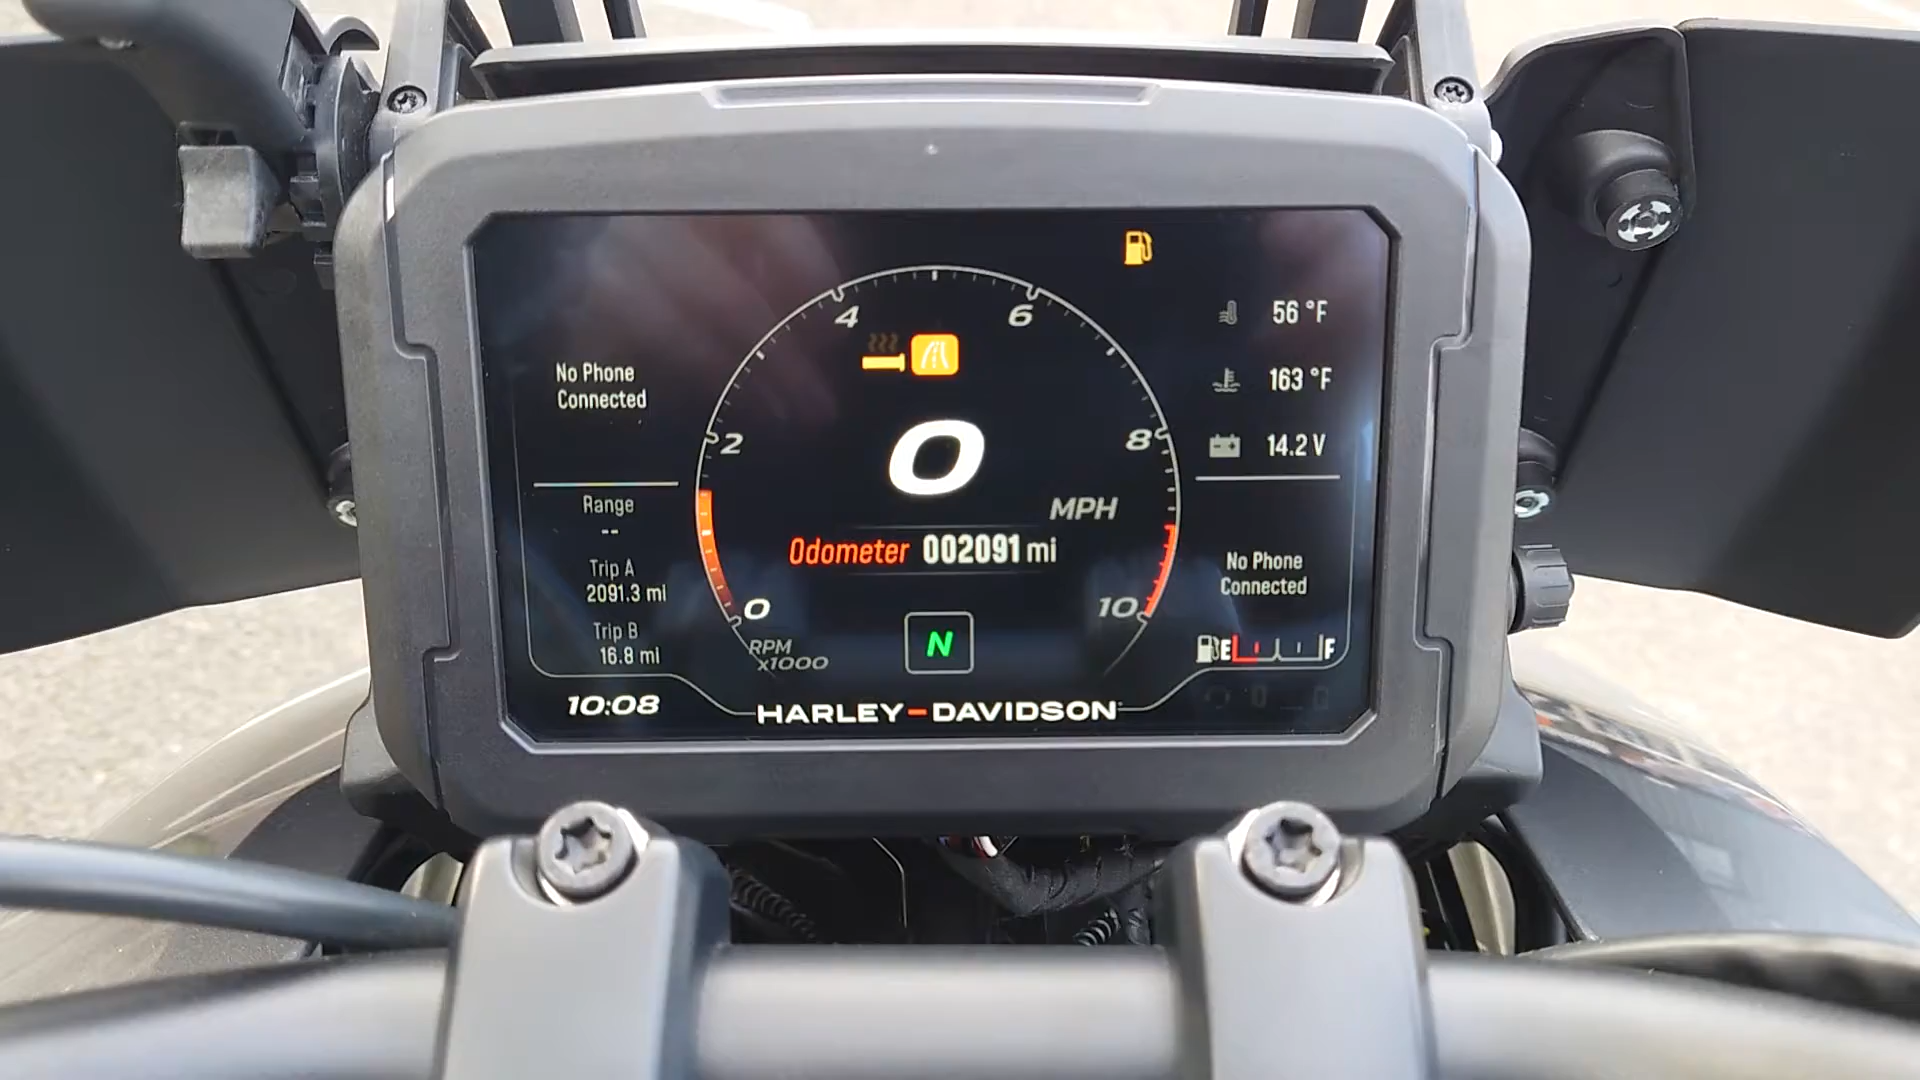 No Phone
Connected
Range
--
Trip A
2091.3 mi
Trip B
16.8 mi
10:08
4
6
2
8
0
MPH
Odometer 002091 mi
0
10
RPM
x1000
N
HARLEY-DAVIDSON
56 °F
163 °F
14.2 V
No Phone
Connected
E F